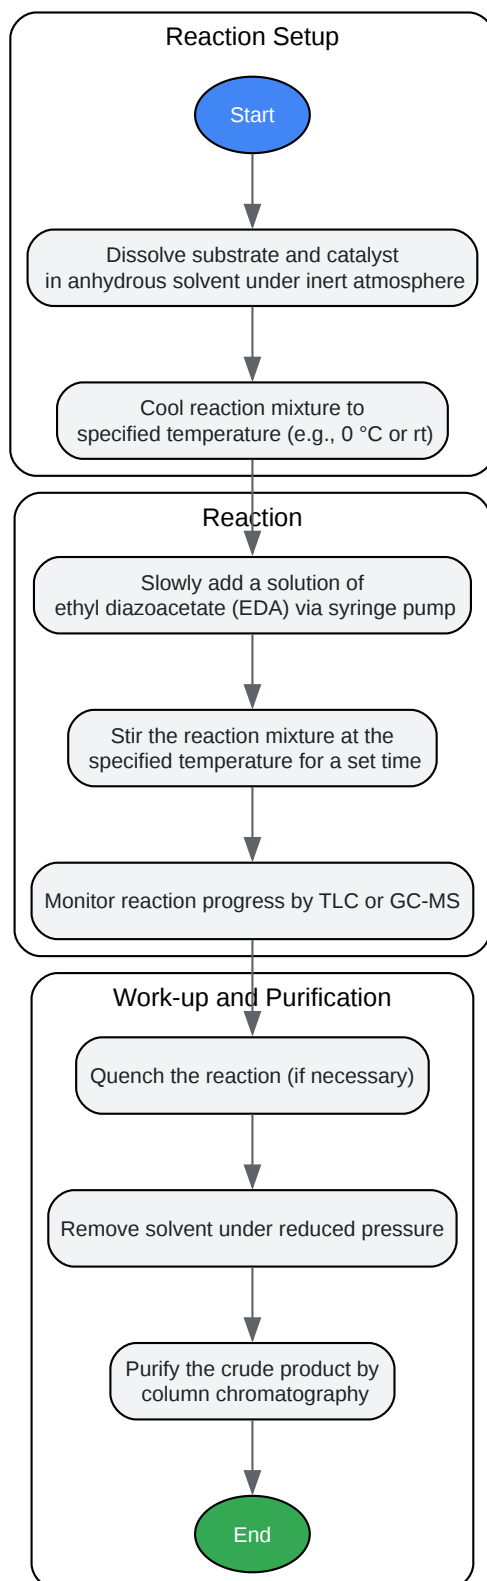 Reaction Setup
Start
Dissolve substrate and catalyst
in anhydrous solvent under inert atmosphere
Cool reaction mixture to
specified temperature (e.g., 0 °C or rt)
Reaction
Slowly add a solution of
ethyl diazoacetate (EDA) via syringe pump
Stir the reaction mixture at the
specified temperature for a set time
Monitor reaction progress by TLC or GC-MS
Work-up and Purification
Quench the reaction (if necessary)
Remove solvent under reduced pressure
Purify the crude product by
column chromatography
End